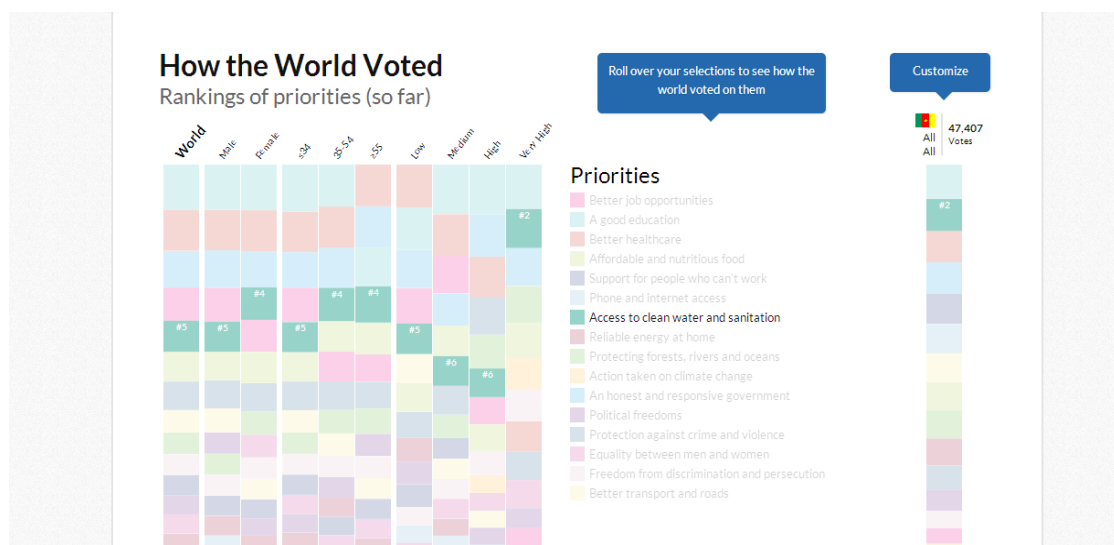 How the World Voted
Rankings of priorities (so far)
Roll over your selections to see how the
world voted on them
Customize
47,407
Votes
All
All
World
Male
Female
≤34
35-54
≥55
Low
Medium
High
Very High
Priorities
Better job opportunities
A good education
Better healthcare
Affordable and nutritious food
Support for people who can't work
Phone and internet access
Access to clean water and sanitation
Reliable energy at home
Protecting forests, rivers and oceans
Action taken on climate change
An honest and responsive government
Political freedoms
Protection against crime and violence
Equality between men and women
Freedom from discrimination and persecution
Better transport and roads
#2
#2
#4
#4
#4
#5
#5
#5
#5
#6
#6